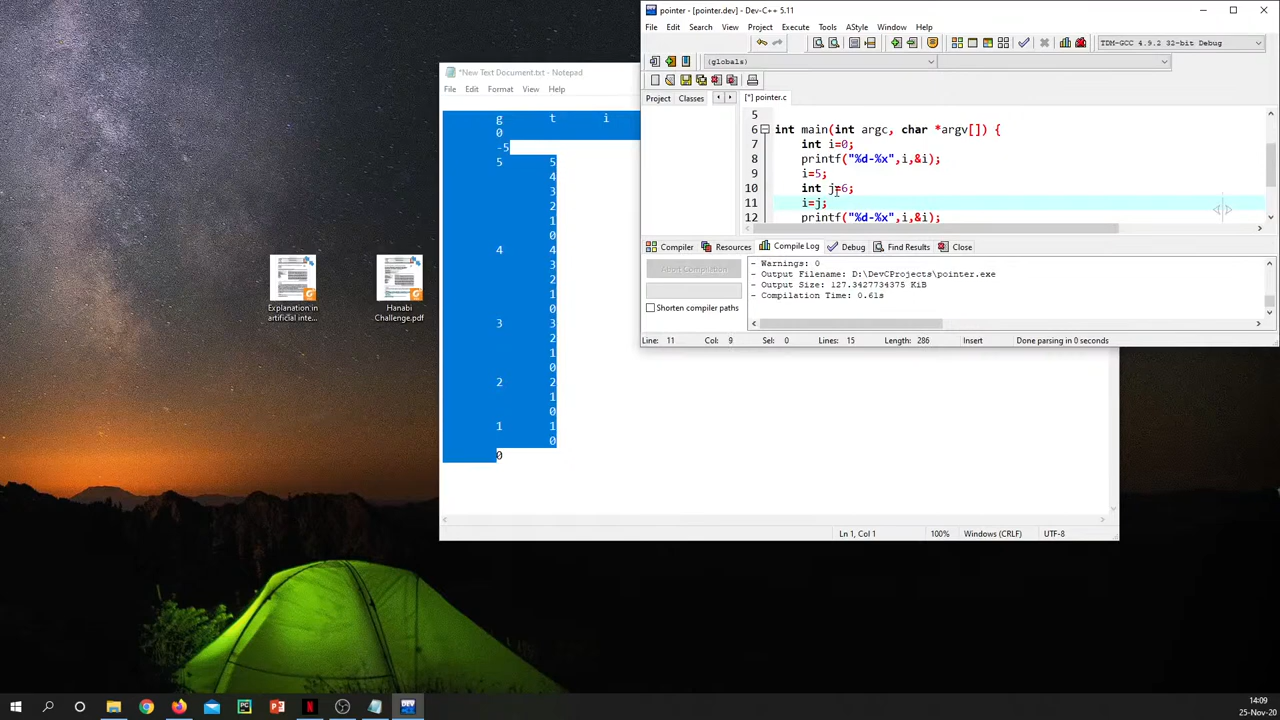 pointer - [pointer.dev] - Dev-C++ 5.11
File Edit Search View Project Execute Tools AStyle Window Help
TDM-GCC 4.9.2 32-bit Debug
(globals)
Project Classes
[*] pointer.c
5
6 int main(int argc, char *argv[]) {
7 int i=0;
8 printf("%d-%x",i,&i);
9 i=5;
10 int j=6;
11 i=j;
12 printf("%d-%x",i,&i);
Compiler Resources Compile Log Debug Find Results Close
Abort Compilation
Shorten compiler paths
- Warnings: 0
- Output Filename: D:\DevCProjects\pointer.exe
- Compilation Time: 0.61s
Line: 11 Col: 9 Sel: 0 Lines: 15 Length: 286 Insert Done parsing in 0 seconds
*New Text Document.txt - Notepad
File Edit Format View Help
g t i
0
-5
5 5
4
3
2
1
0
4 4
3
2
1
0
3 3
2
1
0
2 2
1
0
1 1
0
0
Ln 1, Col 1 100% Windows (CRLF) UTF-8
Explanation in
artificial inte...
Hanabi
Challenge.pdf
14:09
25-Nov-20